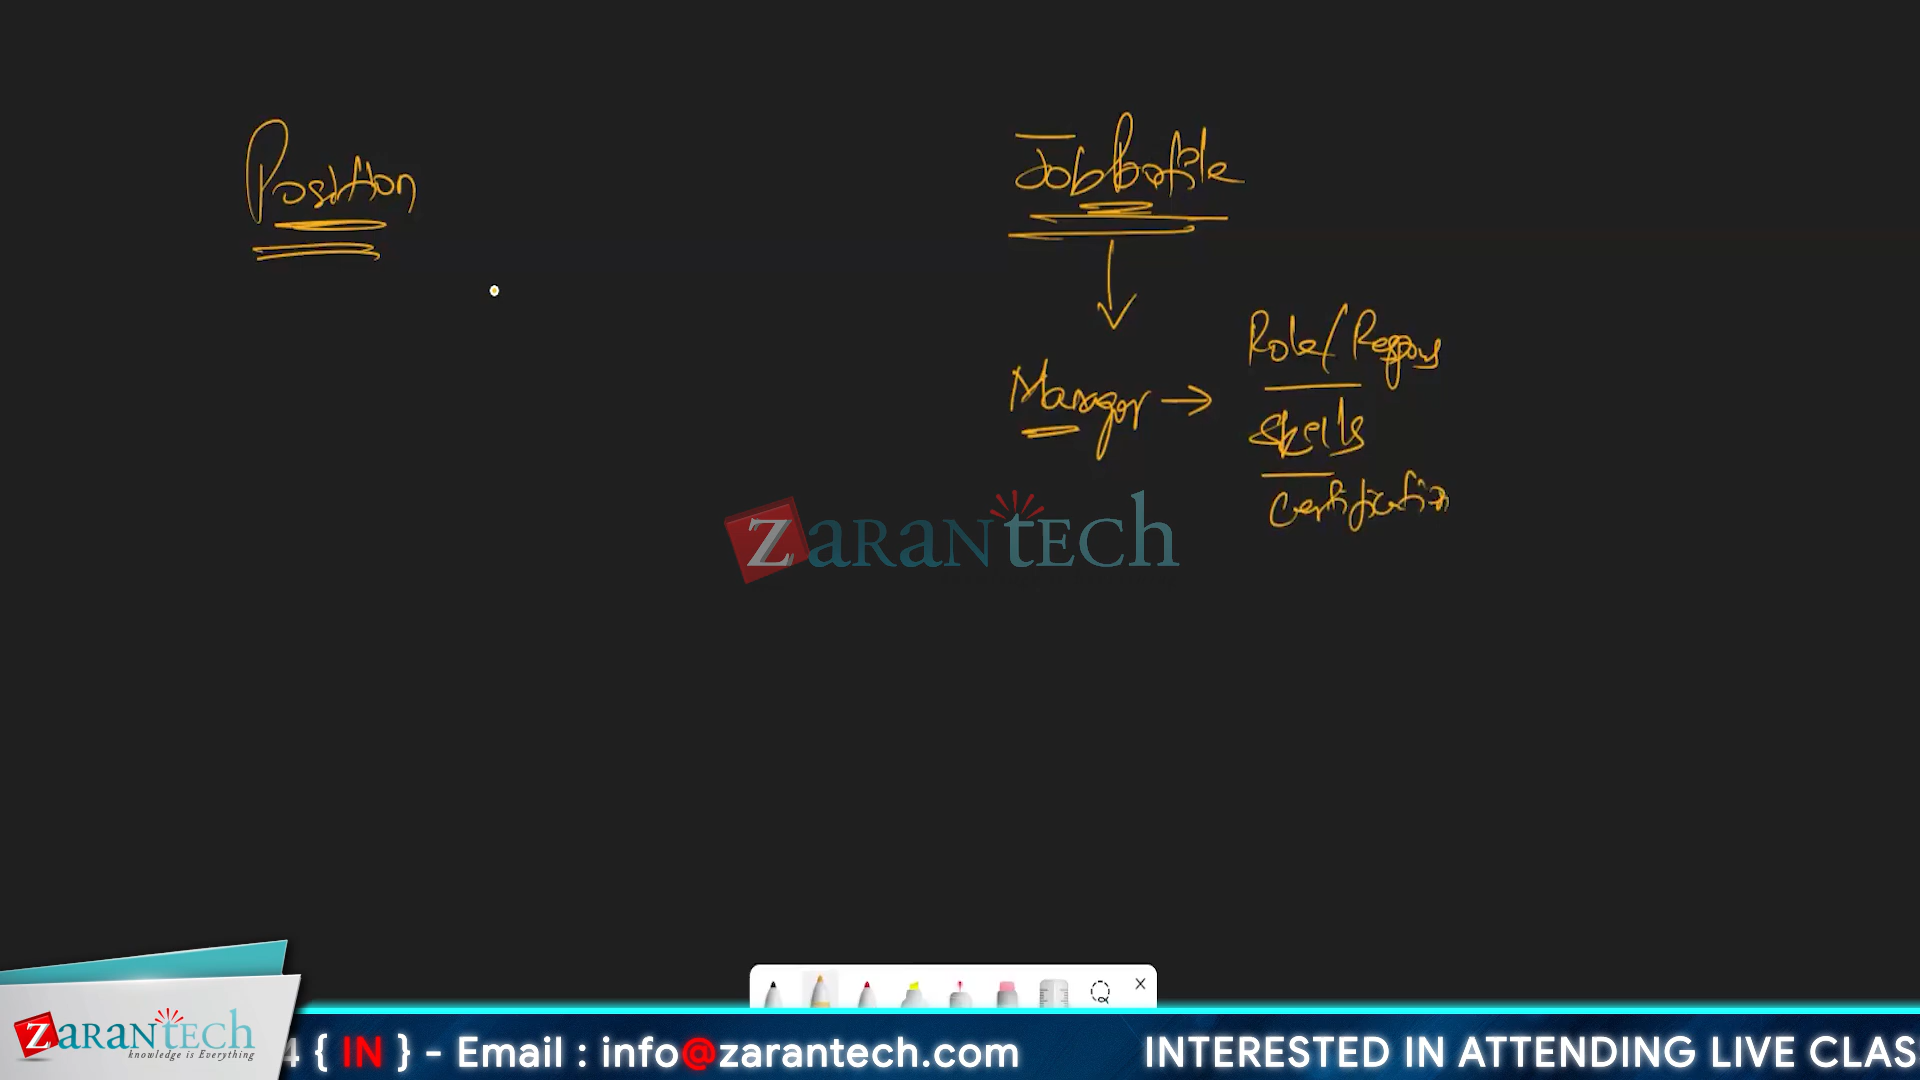 Position
Job Profile
Manager → Role/Respons
Skills
Certification
ZARANTECH
ZARANTECH
knowledge is Everything
4 { IN } - Email : info@zarantech.com
INTERESTED IN ATTENDING LIVE CLAS